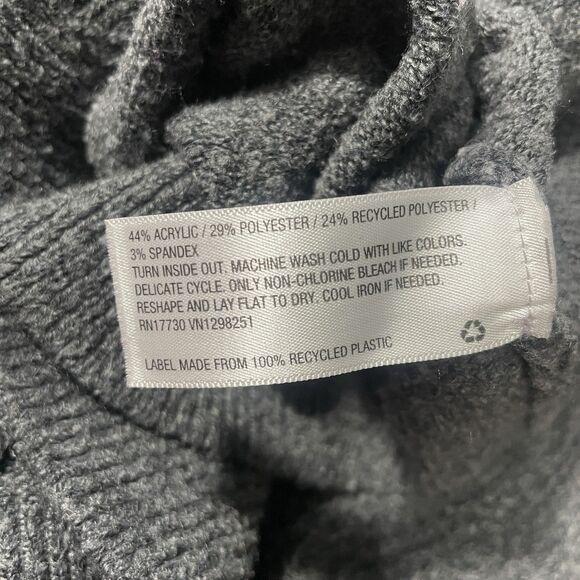 44% ACRYLIC / 29% POLYESTER / 24% RECYCLED POLYESTER /
3% SPANDEX
TURN INSIDE OUT. MACHINE WASH COLD WITH LIKE COLORS.
DELICATE CYCLE. ONLY NON-CHLORINE BLEACH IF NEEDED.
RESHAPE AND LAY FLAT TO DRY. COOL IRON IF NEEDED.
RN17730 VN1298251
LABEL MADE FROM 100% RECYCLED PLASTIC